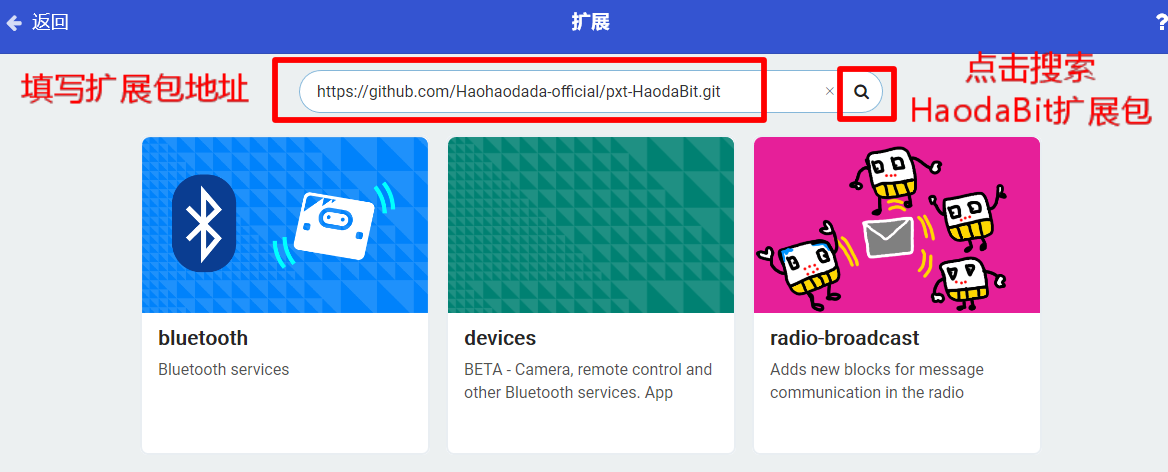 返回
扩展
?
填写扩展包地址
https://github.com/Haohaodada-official/pxt-HaodaBit.git
×
点击搜索
HaodaBit扩展包
bluetooth
Bluetooth services
devices
BETA - Camera, remote control and
other Bluetooth services. App
radio-broadcast
Adds new blocks for message
communication in the radio